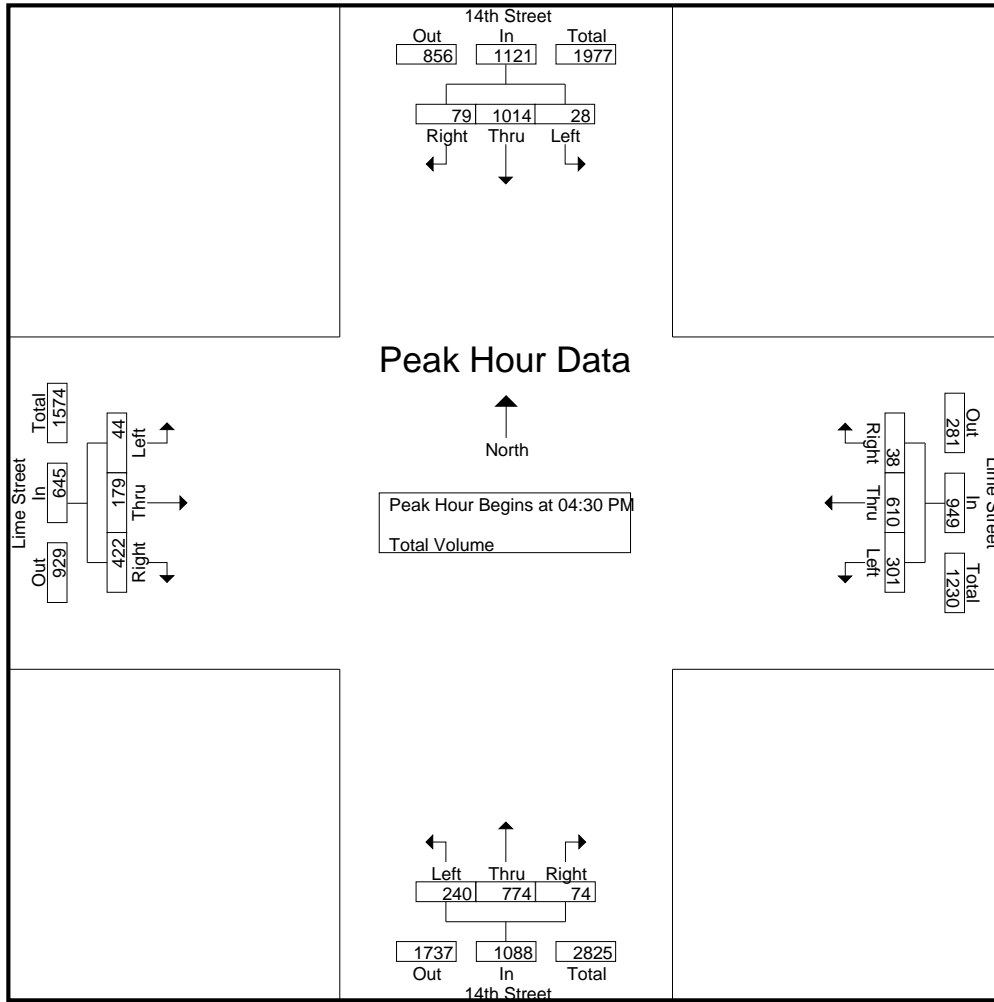 14th Street
Out In Total
856 1121 1977
79 1014 28
Right Thru Left
Peak Hour Data
North
Peak Hour Begins at 04:30 PM
Total Volume
Lime Street
Total In Out
1574 645 929
44 179 422
Left Thru Right
Lime Street
Out In Total
281 949 1230
38 610 301
Right Thru Left
Left Thru Right
240 774 74
1737 1088 2825
Out In Total
14th Street